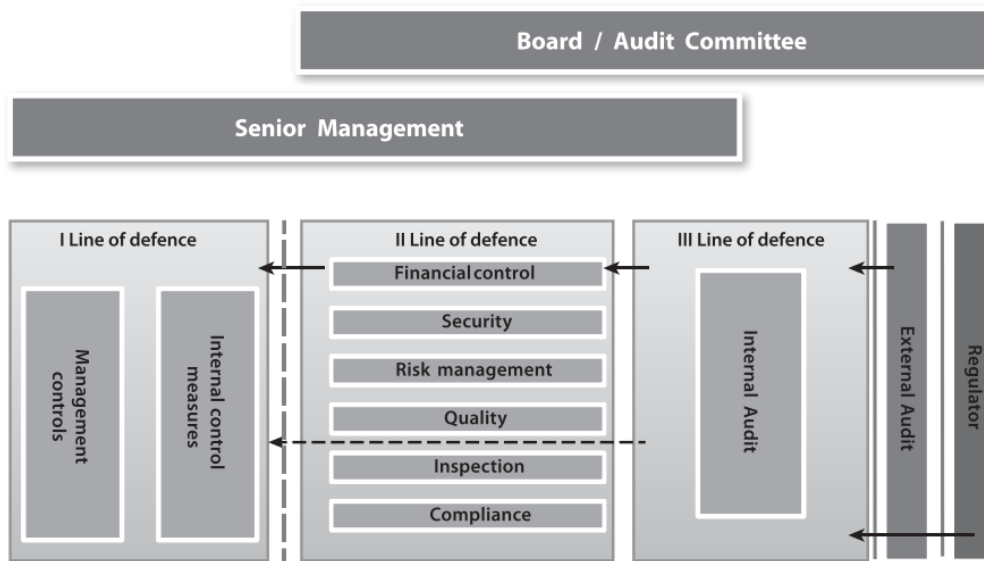 Board / Audit Committee
Senior Management
I Line of defence
II Line of defence
III Line of defence
Management
controls
Internal control
measures
Financial control
Security
Risk management
Quality
Inspection
Compliance
Internal Audit
External Audit
Regulator